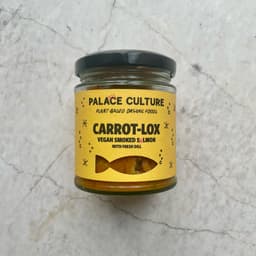 PALACE CULTURE
PLANT-BASED ORGANIC FOODS
CARROT-LOX
VEGAN SMOKED SALMON
WITH FRESH DILL